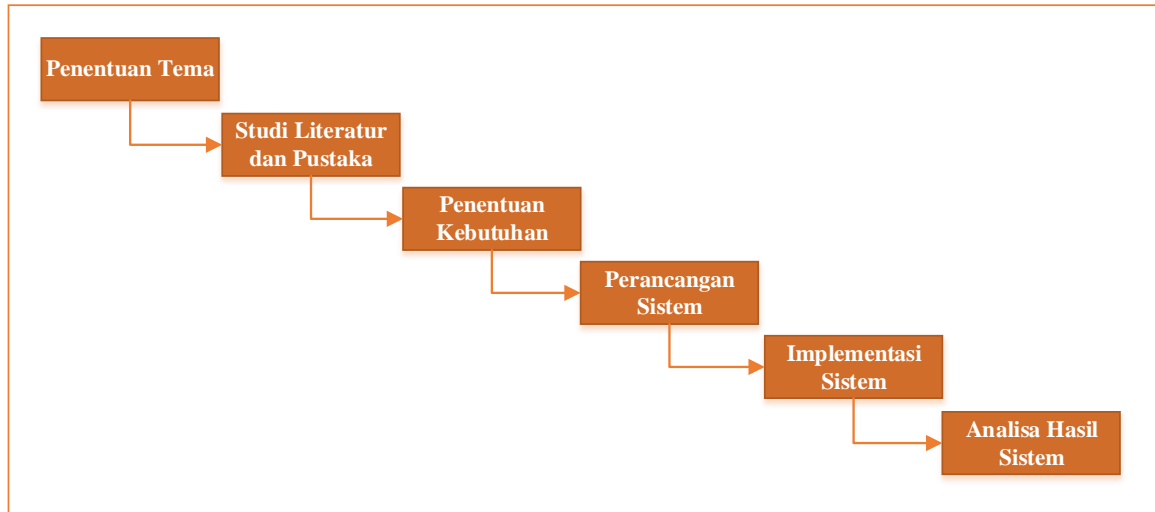 Penentuan Tema
Studi Literatur
dan Pustaka
Penentuan
Kebutuhan
Perancangan
Sistem
Implementasi
Sistem
Analisa Hasil
Sistem